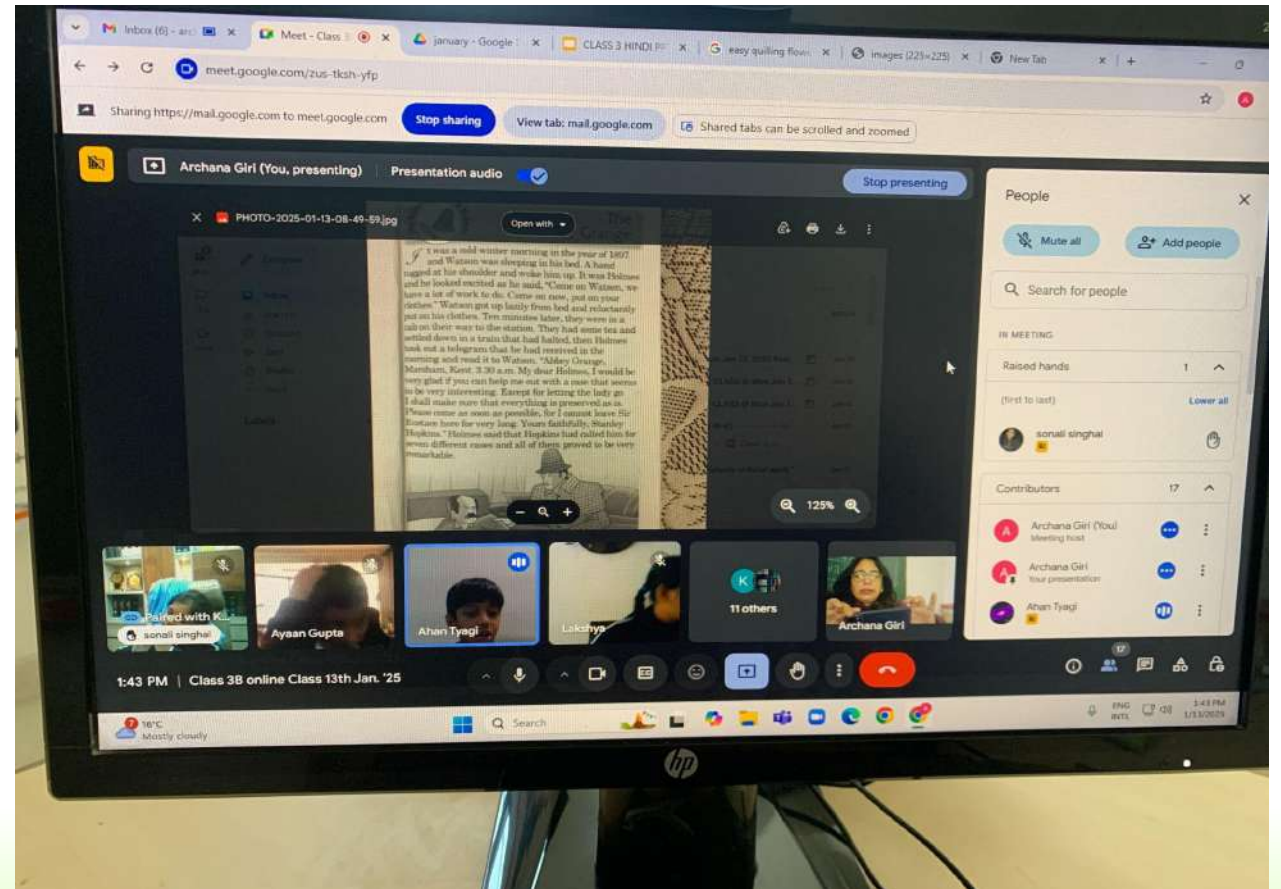 Inbox (6) - arc
Meet - Class 3
january - Google
CLASS 3 HINDI P
easy quilling flow
images (225×225)
New Tab
meet.google.com/zus-tksh-yfp
Sharing https://mail.google.com to meet.google.com
Stop sharing
View tab: mail.google.com
Shared tabs can be scrolled and zoomed
Archana Giri (You, presenting)
Presentation audio
Stop presenting
PHOTO-2025-01-13-08-49-59.jpg
Open with
The
Grange
It was a cold winter morning in the year of 1897
and Watson was sleeping in his bed. A hand
tugged at his shoulder and woke him up. It was Holmes
and he looked excited as he said, "Come on Watson, we
have a lot of work to do. Come on now, put on your
clothes." Watson got up lazily from bed and reluctantly
put on his clothes. Ten minutes later, they were in a
cab on their way to the station. They had some tea and
settled down in a train that had halted, then Holmes
took out a telegram that he had received in the
morning and read it to Watson. "Abbey Grange,
Marsham, Kent. 3.30 a.m. My dear Holmes, I would be
very glad if you can help me out with a case that seems
to be very interesting. Except for letting the lady go
I shall make sure that everything is preserved as is.
Please come as soon as possible, for I cannot leave Sir
Eustace here for very long. Yours faithfully, Stanley
Hopkins." Holmes said that Hopkins had called him for
seven different cases and all of them proved to be very
remarkable.
125%
People
Mute all
Add people
Search for people
IN MEETING
Raised hands 1
(first to last) Lower all
sonali singhal
Contributors 17
Archana Giri (You)
Meeting host
Archana Giri
Your presentation
Ahan Tyagi
Paired with K...
sonali singhal
Ayaan Gupta
Ahan Tyagi
Lakshya
K
11 others
Archana Giri
1:43 PM | Class 3B online Class 13th Jan. '25
17
16°C
Mostly cloudy
Search
ENG
INTL
1:43 PM
1/13/2025
hp